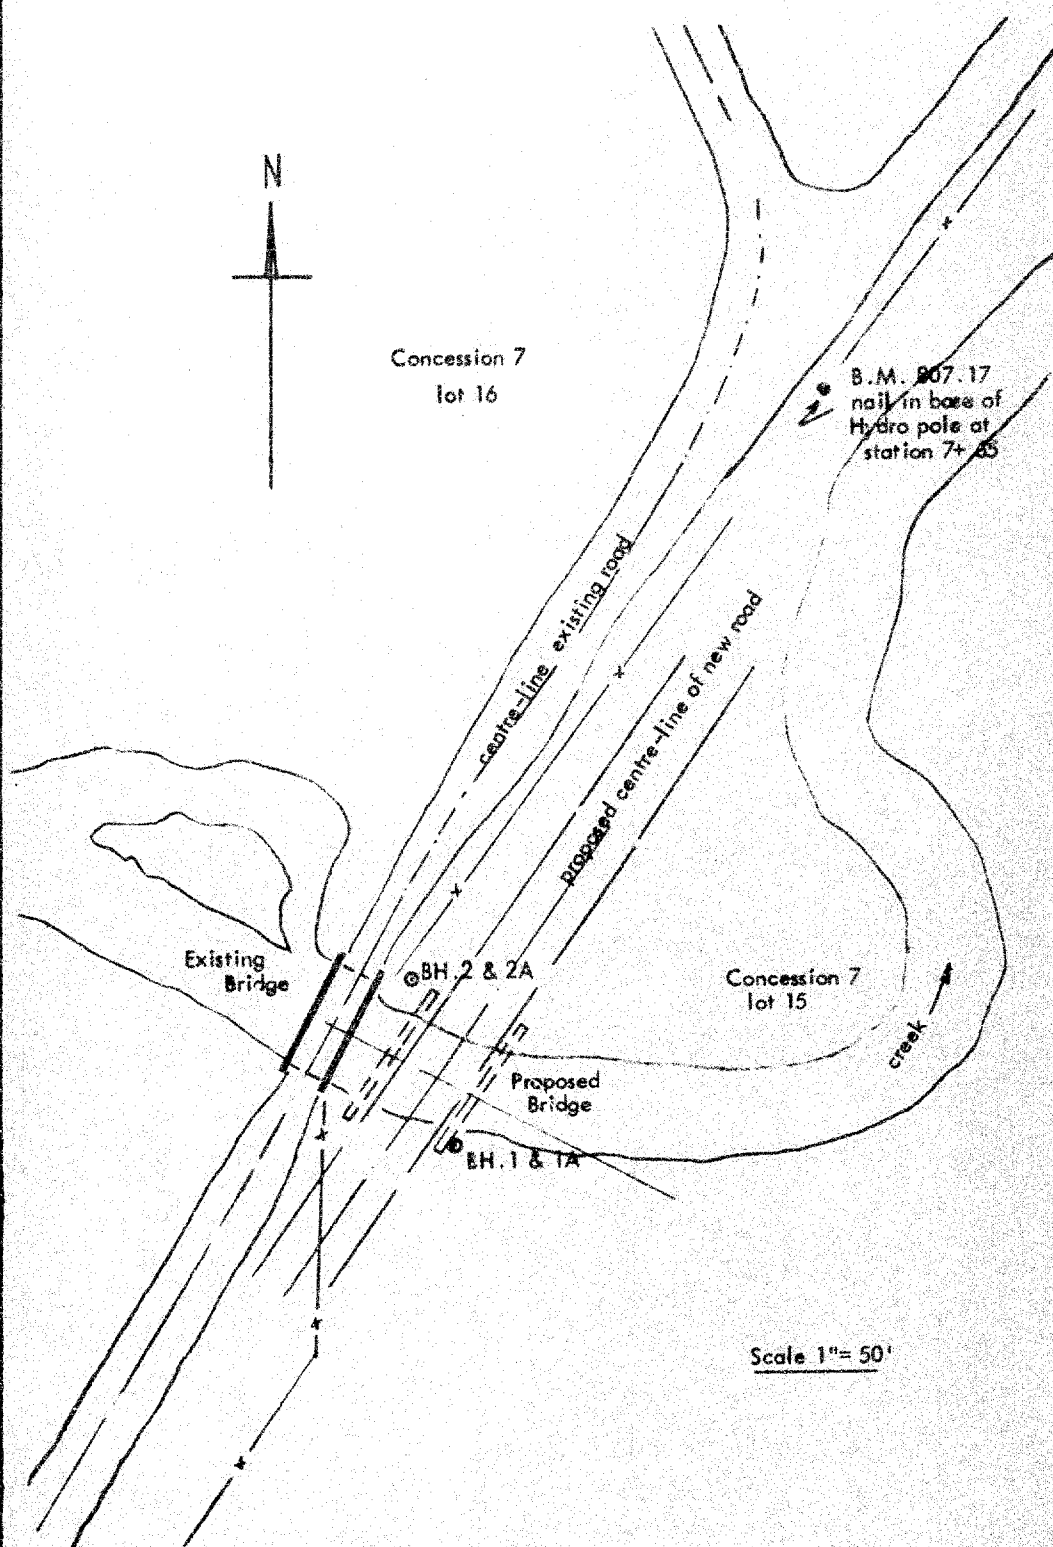 N
Concession 7
lot 16
B.M. 807.17
nail in base of
Hydro pole at
station 7+
centre-line existing road
proposed centre-line of new road
Existing
Bridge
BH.2 & 2A
Concession 7
lot 15
creek
Proposed
Bridge
BH.1 & 1A
Scale 1"= 50'